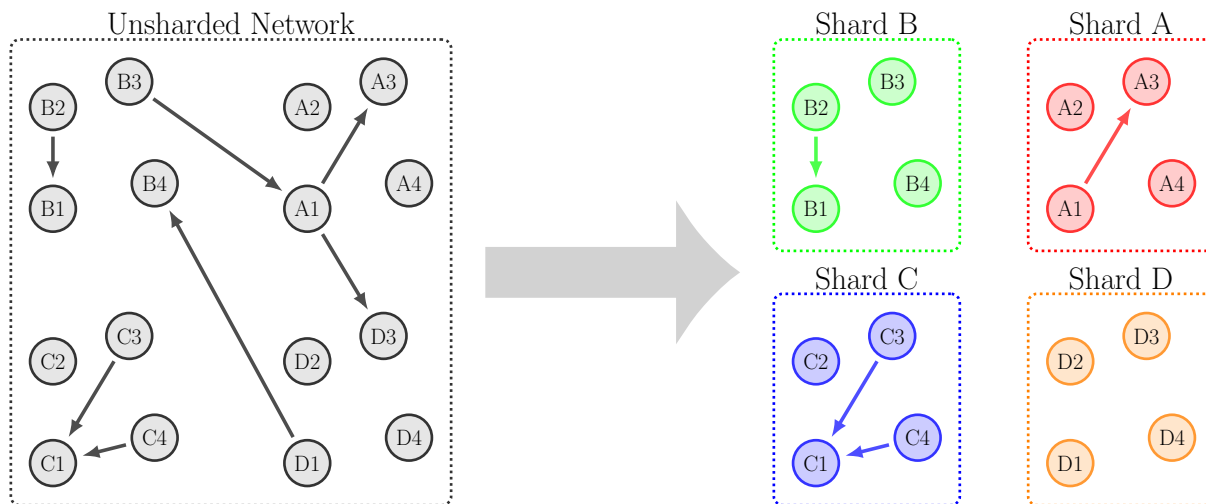 Unsharded Network
B3
A3
B2
A2
B4
A4
B1
A1
C3
D3
C2
D2
C4
D4
C1
D1
Shard B
B3
B2
B4
B1
Shard A
A3
A2
A4
A1
Shard C
C3
C2
C4
C1
Shard D
D3
D2
D4
D1